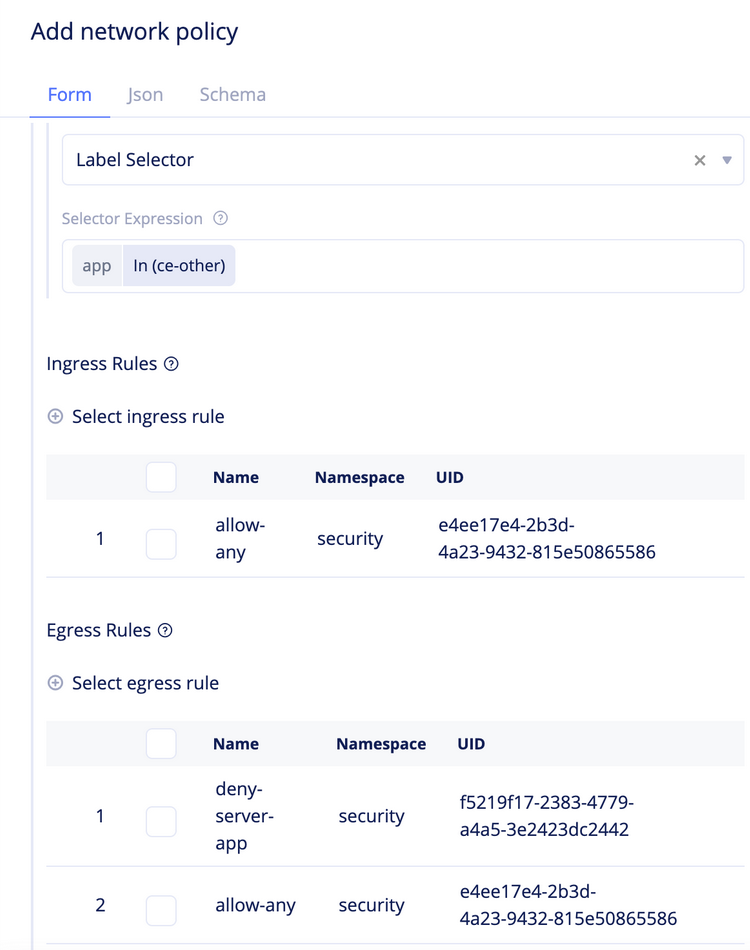 Add network policy
Form Json Schema
Label Selector
Selector Expression
app In (ce-other)
Ingress Rules
Select ingress rule
Name Namespace UID
1 allow-any security e4ee17e4-2b3d-4a23-9432-815e50865586
Egress Rules
Select egress rule
Name Namespace UID
1 deny-server-app security f5219f17-2383-4779-a4a5-3e2423dc2442
2 allow-any security e4ee17e4-2b3d-4a23-9432-815e50865586